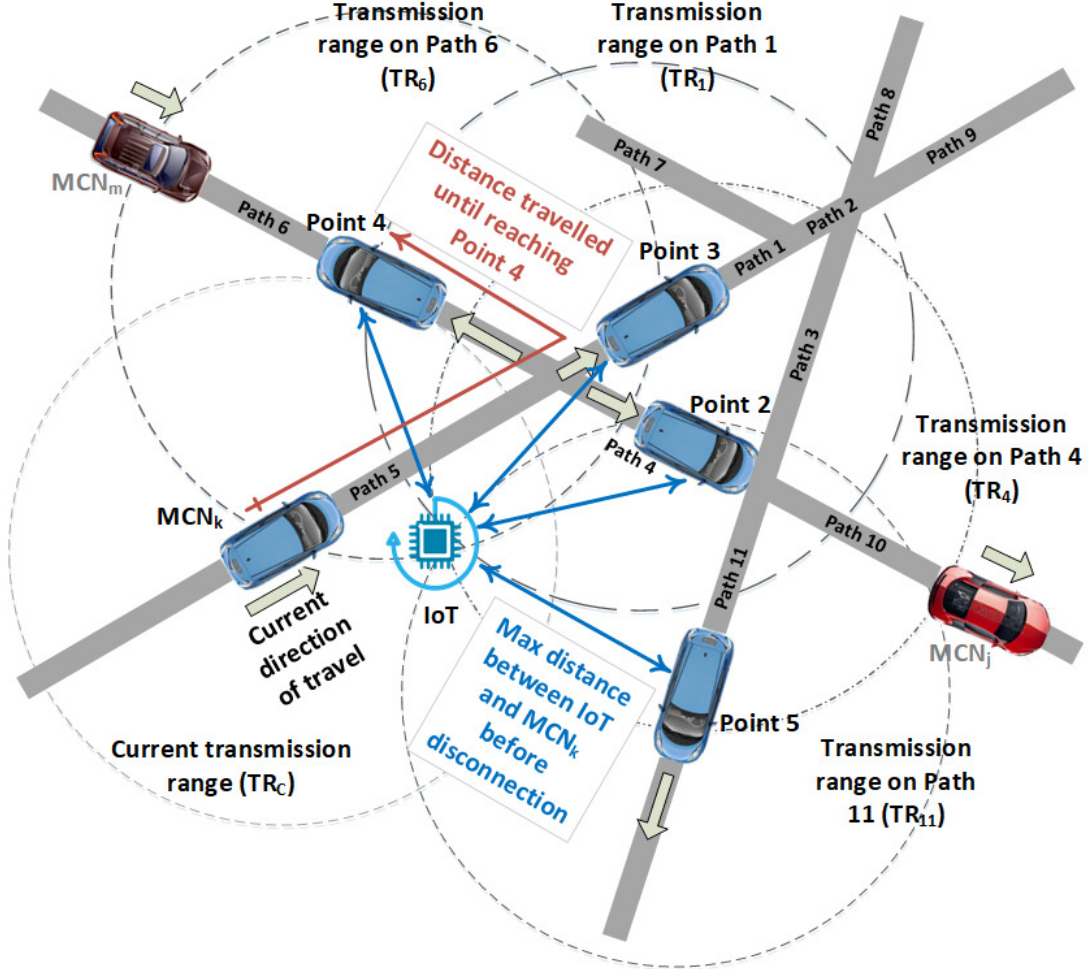 Transmission
range on Path 6
(TR6)
Transmission
range on Path 1
(TR1)
Path 8
Path 9
Path 7
Path 2
Path 1
MCNm
Path 6
Point 4
Distance travelled
until reaching
Point 4
Point 3
Path 3
Point 2
Path 4
Transmission
range on Path 4
(TR4)
Path 5
MCNk
Path 10
Path 11
IoT
MCNj
Current
direction
of travel
Max distance
between IoT
and MCNk
before
disconnection
Point 5
Current transmission
range (TRC)
Transmission
range on Path
11 (TR11)